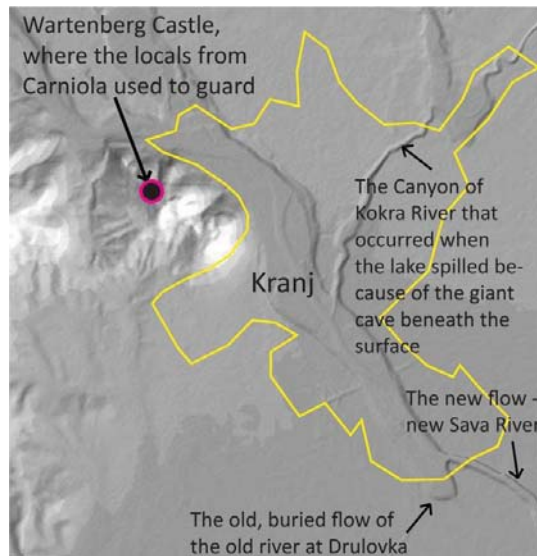 Wartenberg Castle,
where the locals from
Carniola used to guard
The Canyon of
Kokra River that
occurred when
the lake spilled be-
cause of the giant
cave beneath the
surface
Kranj
The new flow -
new Sava River
The old, buried flow of
the old river at Drulovka